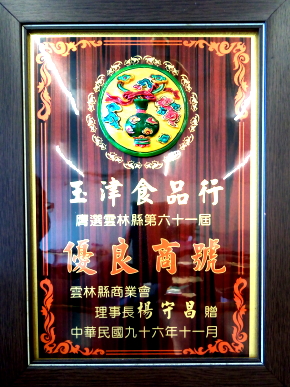 玉津食品行
膺選雲林縣第六十一屆
優良商號
雲林縣商業會
理事長楊守昌 贈
中華民國九十六年十一月